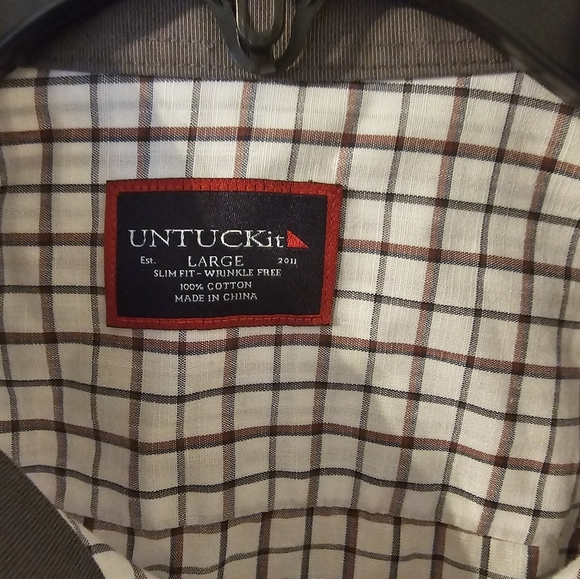 UNTUCKit
Est. LARGE 2011
SLIM FIT - WRINKLE FREE
100% COTTON
MADE IN CHINA